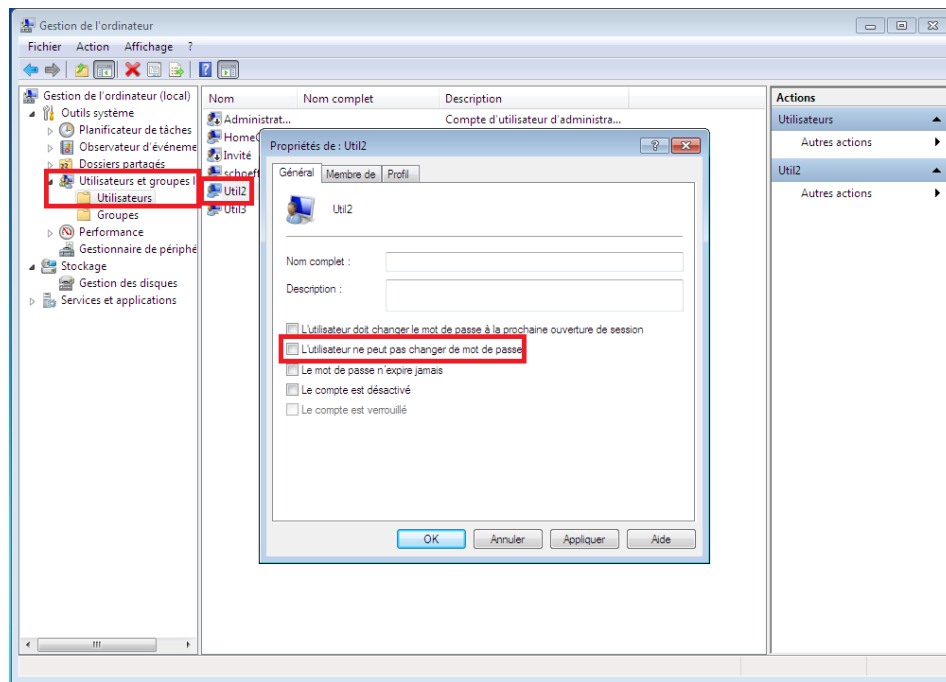 Gestion de l'ordinateur
Fichier Action Affichage ?
Gestion de l'ordinateur (local)
Outils système
Planificateur de tâches
Observateur d'événeme
Dossiers partagés
Utilisateurs et groupes l
Utilisateurs
Groupes
Performance
Gestionnaire de périphé
Stockage
Gestion des disques
Services et applications
Nom Nom complet Description
Administrat... Compte d'utilisateur d'administra...
HomeG
Invité
schoeff
Util2
Util3
Propriétés de : Util2
Général Membre de Profil
Util2
Nom complet :
Description :
L'utilisateur doit changer le mot de passe à la prochaine ouverture de session
L'utilisateur ne peut pas changer de mot de passe
Le mot de passe n'expire jamais
Le compte est désactivé
Le compte est verrouillé
OK Annuler Appliquer Aide
Actions
Utilisateurs
Autres actions
Util2
Autres actions